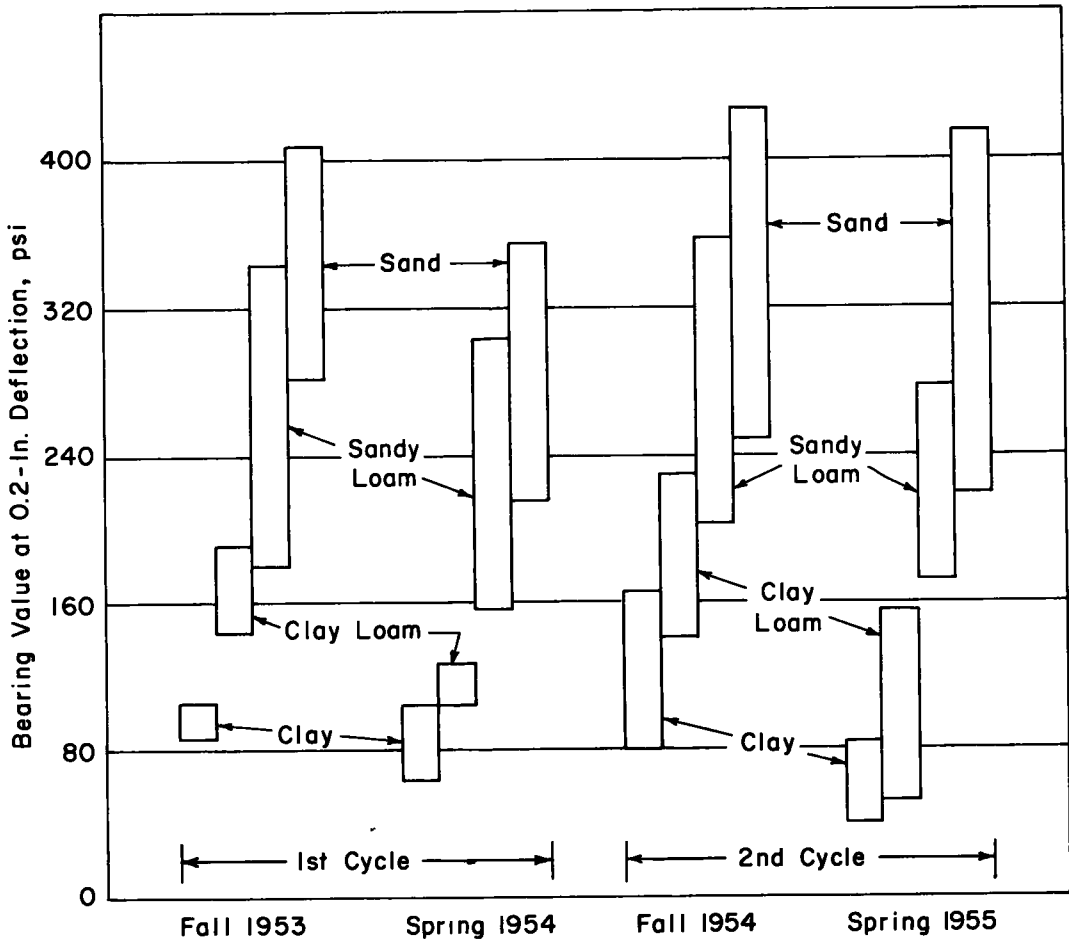 Bearing Value at 0.2-In. Deflection, psi
400
320
240
160
80
0
Sand
Sandy
Loam
Clay Loam
Clay
Sand
Sandy
Loam
Clay
Loam
Clay
1st Cycle
2nd Cycle
Fall 1953
Spring 1954
Fall 1954
Spring 1955